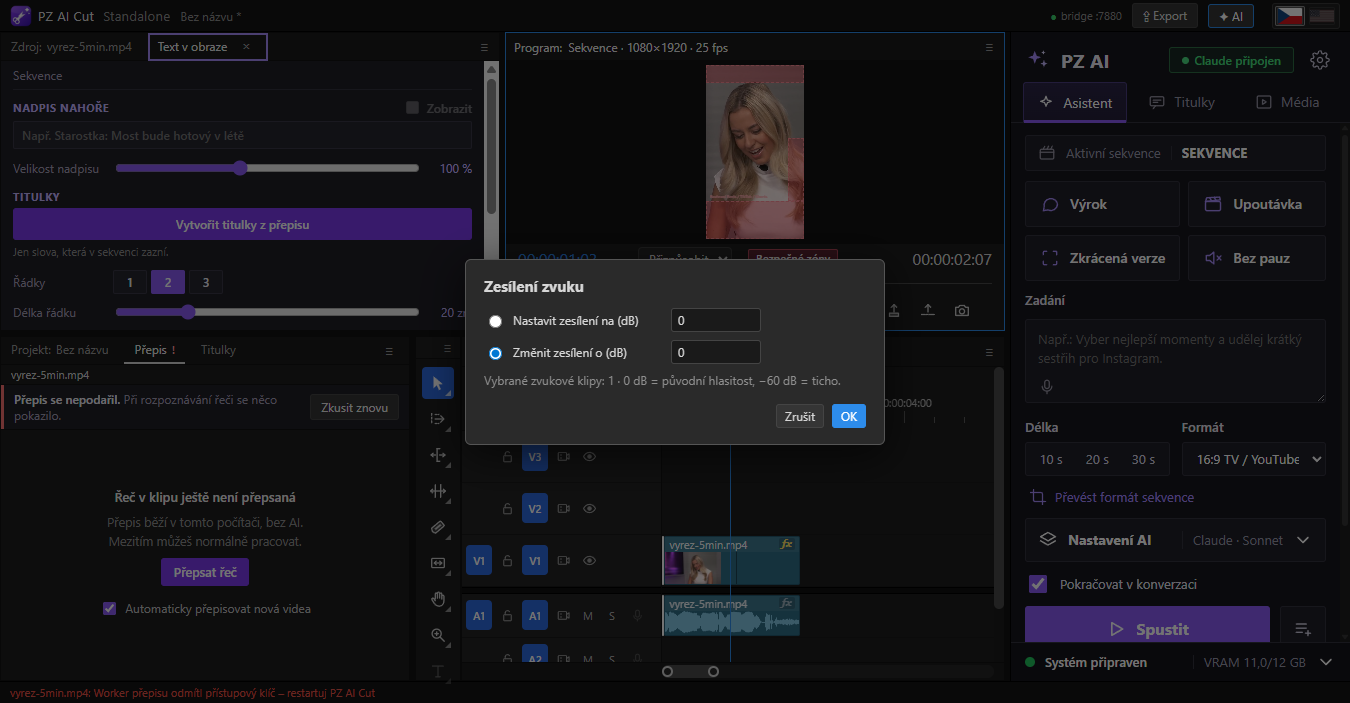 PZ AI Cut Standalone Bez názvu *
bridge :7880
Export
AI
Zdroj: vyrez-5min.mp4
Text v obraze ×
Sekvence
NADPIS NAHOŘE
Zobrazit
Např. Starostka: Most bude hotový v létě
Velikost nadpisu
100 %
TITULKY
Vytvořit titulky z přepisu
Jen slova, která v sekvenci zazní.
Řádky
1 2 3
Délka řádku
20
Program: Sekvence · 1080×1920 · 25 fps
00:00:01:02
Přizpůsobit
Bezpečné zóny
00:00:02:07
Zesílení zvuku
Nastavit zesílení na (dB)
0
Změnit zesílení o (dB)
0
Vybrané zvukové klipy: 1 · 0 dB = původní hlasitost, −60 dB = ticho.
Zrušit
OK
Projekt: Bez názvu
Přepis !
Titulky
vyrez-5min.mp4
Přepis se nepodařil. Při rozpoznávání řeči se něco
pokazilo.
Zkusit znovu
Řeč v klipu ještě není přepsaná
Přepis běží v tomto počítači, bez AI.
Mezitím můžeš normálně pracovat.
Přepsat řeč
Automaticky přepisovat nová videa
00:00:04:00
V3
V2
V1 V1
vyrez-5min.mp4 fx
A1 A1 M S
vyrez-5min.mp4 fx
A2 M S
PZ AI
Claude připojen
Asistent
Titulky
Média
Aktivní sekvence
SEKVENCE
Výrok
Upoutávka
Zkrácená verze
Bez pauz
Zadání
Např.: Vyber nejlepší momenty a udělej krátký
sestřih pro Instagram.
Délka
Formát
10 s 20 s 30 s
16:9 TV / YouTube
Převést formát sekvence
Nastavení AI
Claude · Sonnet
Pokračovat v konverzaci
Spustit
Systém připraven
VRAM 11,0/12 GB
vyrez-5min.mp4: Worker přepisu odmítl přístupový klíč – restartuj PZ AI Cut